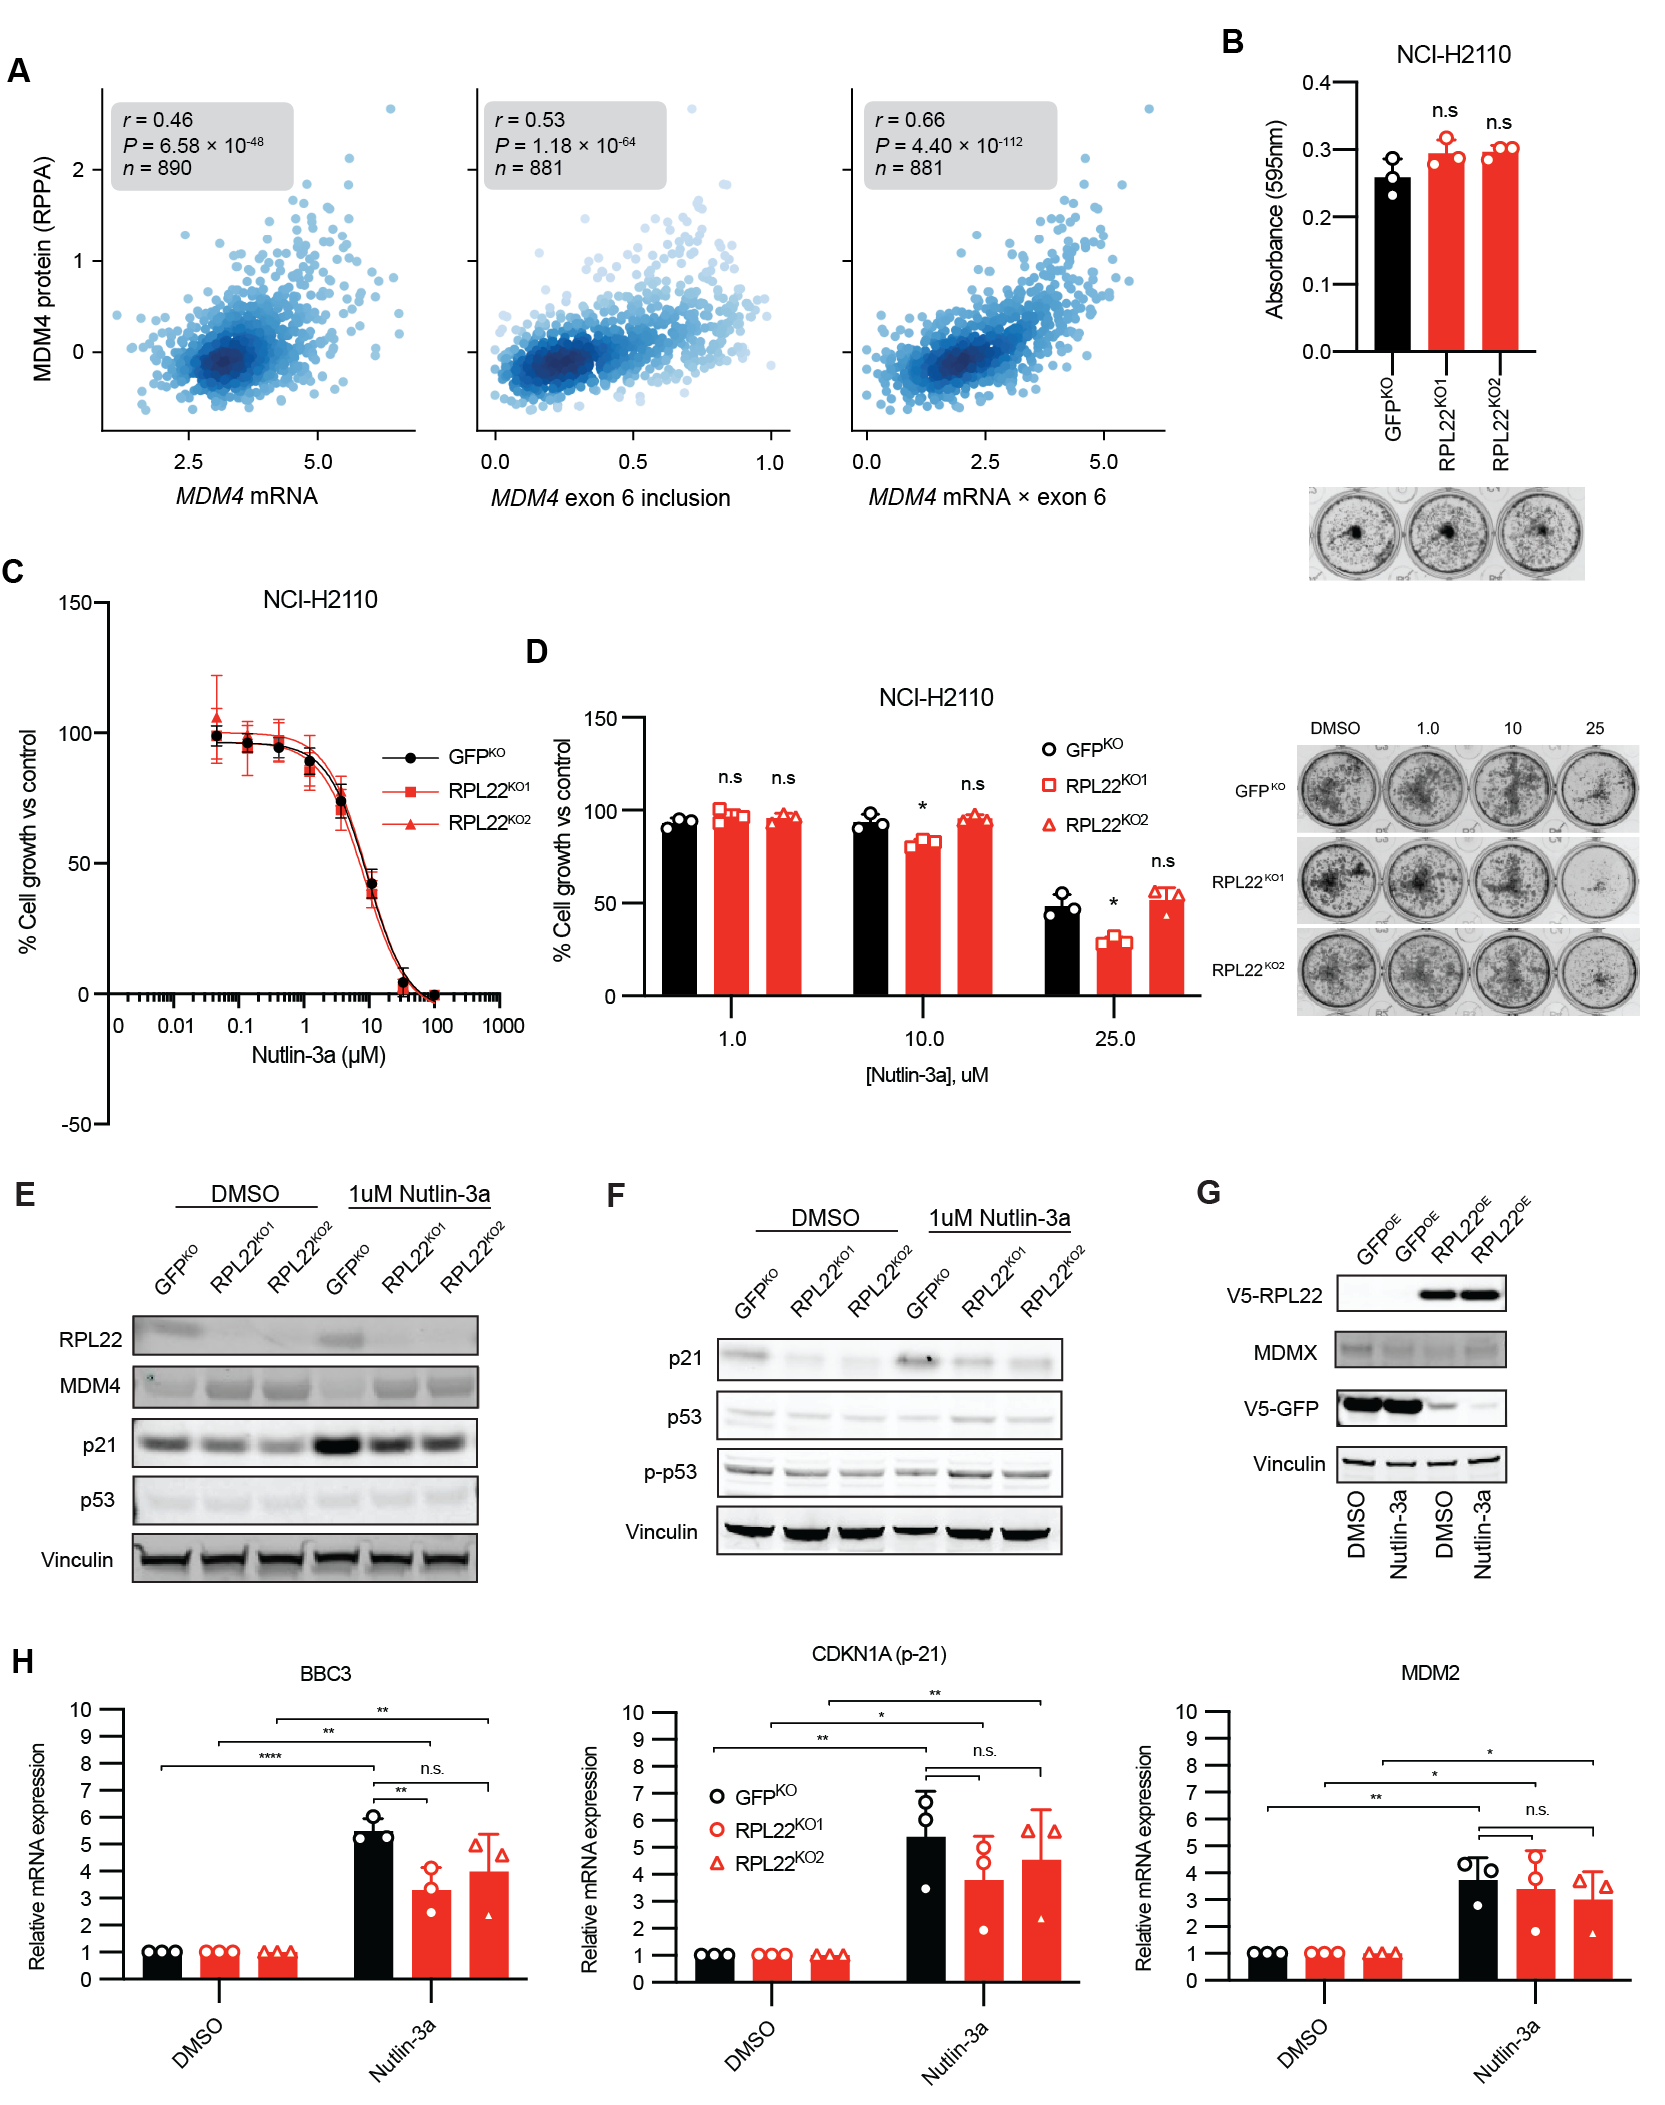 A
r = 0.46
P = 6.58 × 10-48
n = 890
r = 0.53
P = 1.18 × 10-64
n = 881
r = 0.66
P = 4.40 × 10-112
n = 881
MDM4 protein (RPPA)
2
1
0
2.5 5.0
0.0 0.5 1.0
0.0 2.5 5.0
MDM4 mRNA
MDM4 exon 6 inclusion
MDM4 mRNA × exon 6
B
NCI-H2110
Absorbance (595nm)
0.4
0.3
0.2
0.1
0.0
n.s
n.s
GFPKO
RPL22KO1
RPL22KO2
C
NCI-H2110
% Cell growth vs control
150
100
50
0
-50
GFPKO
RPL22KO1
RPL22KO2
0 0.01 0.1 1 10 100 1000
Nutlin-3a (µM)
D
NCI-H2110
% Cell growth vs control
150
100
50
0
n.s n.s
* n.s
* n.s
GFPKO
RPL22KO1
RPL22KO2
1.0 10.0 25.0
[Nutlin-3a], uM
DMSO 1.0 10 25
GFPKO
RPL22KO1
RPL22KO2
E
DMSO 1uM Nutlin-3a
GFPKO RPL22KO1 RPL22KO2 GFPKO RPL22KO1 RPL22KO2
RPL22
MDM4
p21
p53
Vinculin
F
DMSO 1uM Nutlin-3a
GFPKO RPL22KO1 RPL22KO2 GFPKO RPL22KO1 RPL22KO2
p21
p53
p-p53
Vinculin
G
GFPOE GFPOE RPL22OE RPL22OE
V5-RPL22
MDMX
V5-GFP
Vinculin
DMSO Nutlin-3a DMSO Nutlin-3a
H
BBC3
Relative mRNA expression
10
9
8
7
6
5
4
3
2
1
0
**
**
****
n.s.
**
DMSO Nutlin-3a
CDKN1A (p-21)
Relative mRNA expression
10
9
8
7
6
5
4
3
2
1
0
**
*
**
n.s.
GFPKO
RPL22KO1
RPL22KO2
DMSO Nutlin-3a
MDM2
Relative mRNA expression
10
9
8
7
6
5
4
3
2
1
0
*
*
**
n.s.
DMSO Nutlin-3a